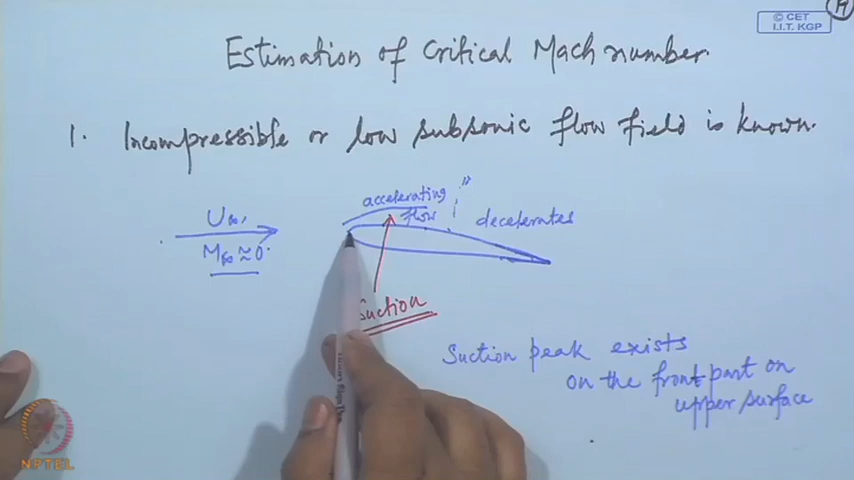 14
© CET
I.I.T. KGP
Estimation of Critical Mach number.
1. Incompressible or low subsonic flow field is known.
accelerating
flow
decelerates
U∞,
M∞ ≈ 0.
Suction
Suction peak exists
on the front part on
upper surface
NPTEL